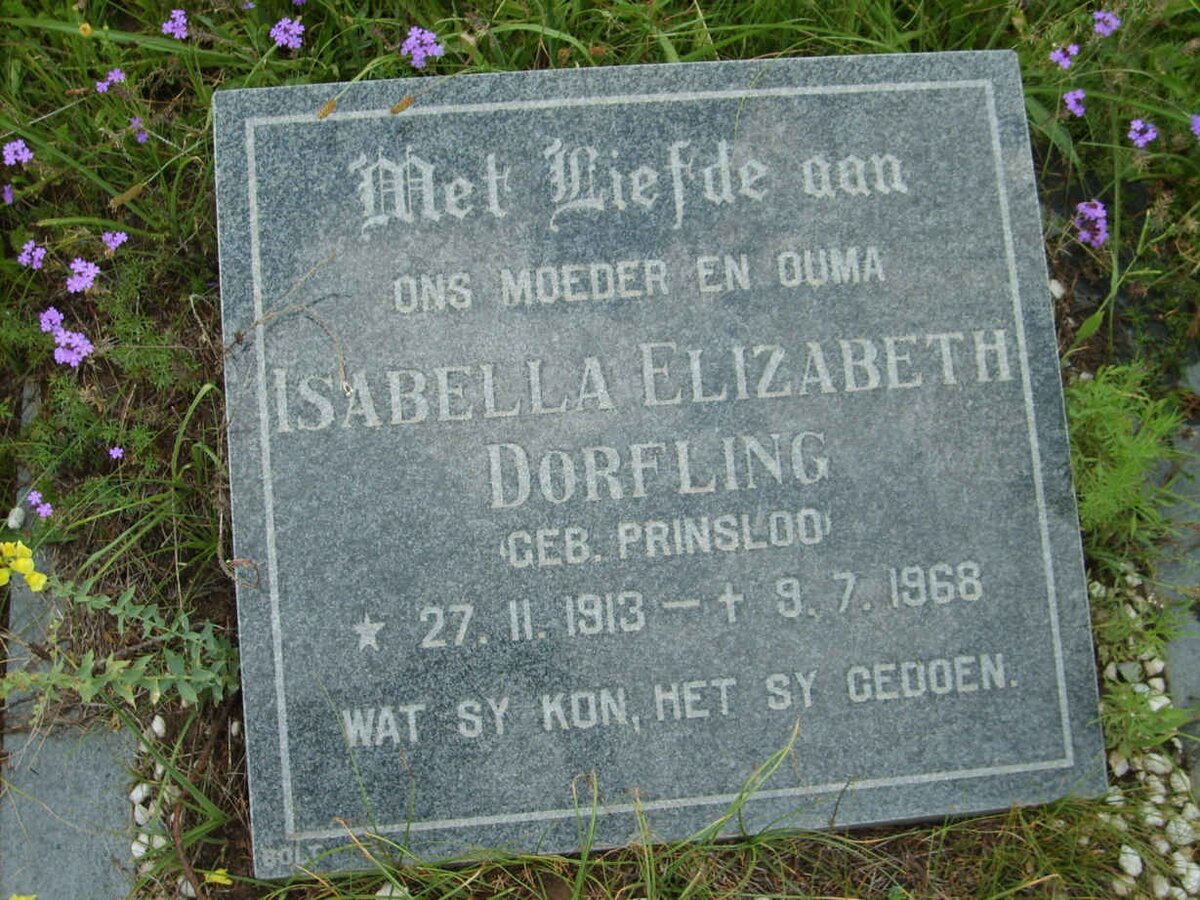 Met Liefde aan
ONS MOEDER EN OUMA
ISABELLA ELIZABETH
DORFLING
(GEB. PRINSLOO)
★ 27. 11. 1913 — † 9. 7. 1968
WAT SY KON, HET SY GEDOEN.
BOLT